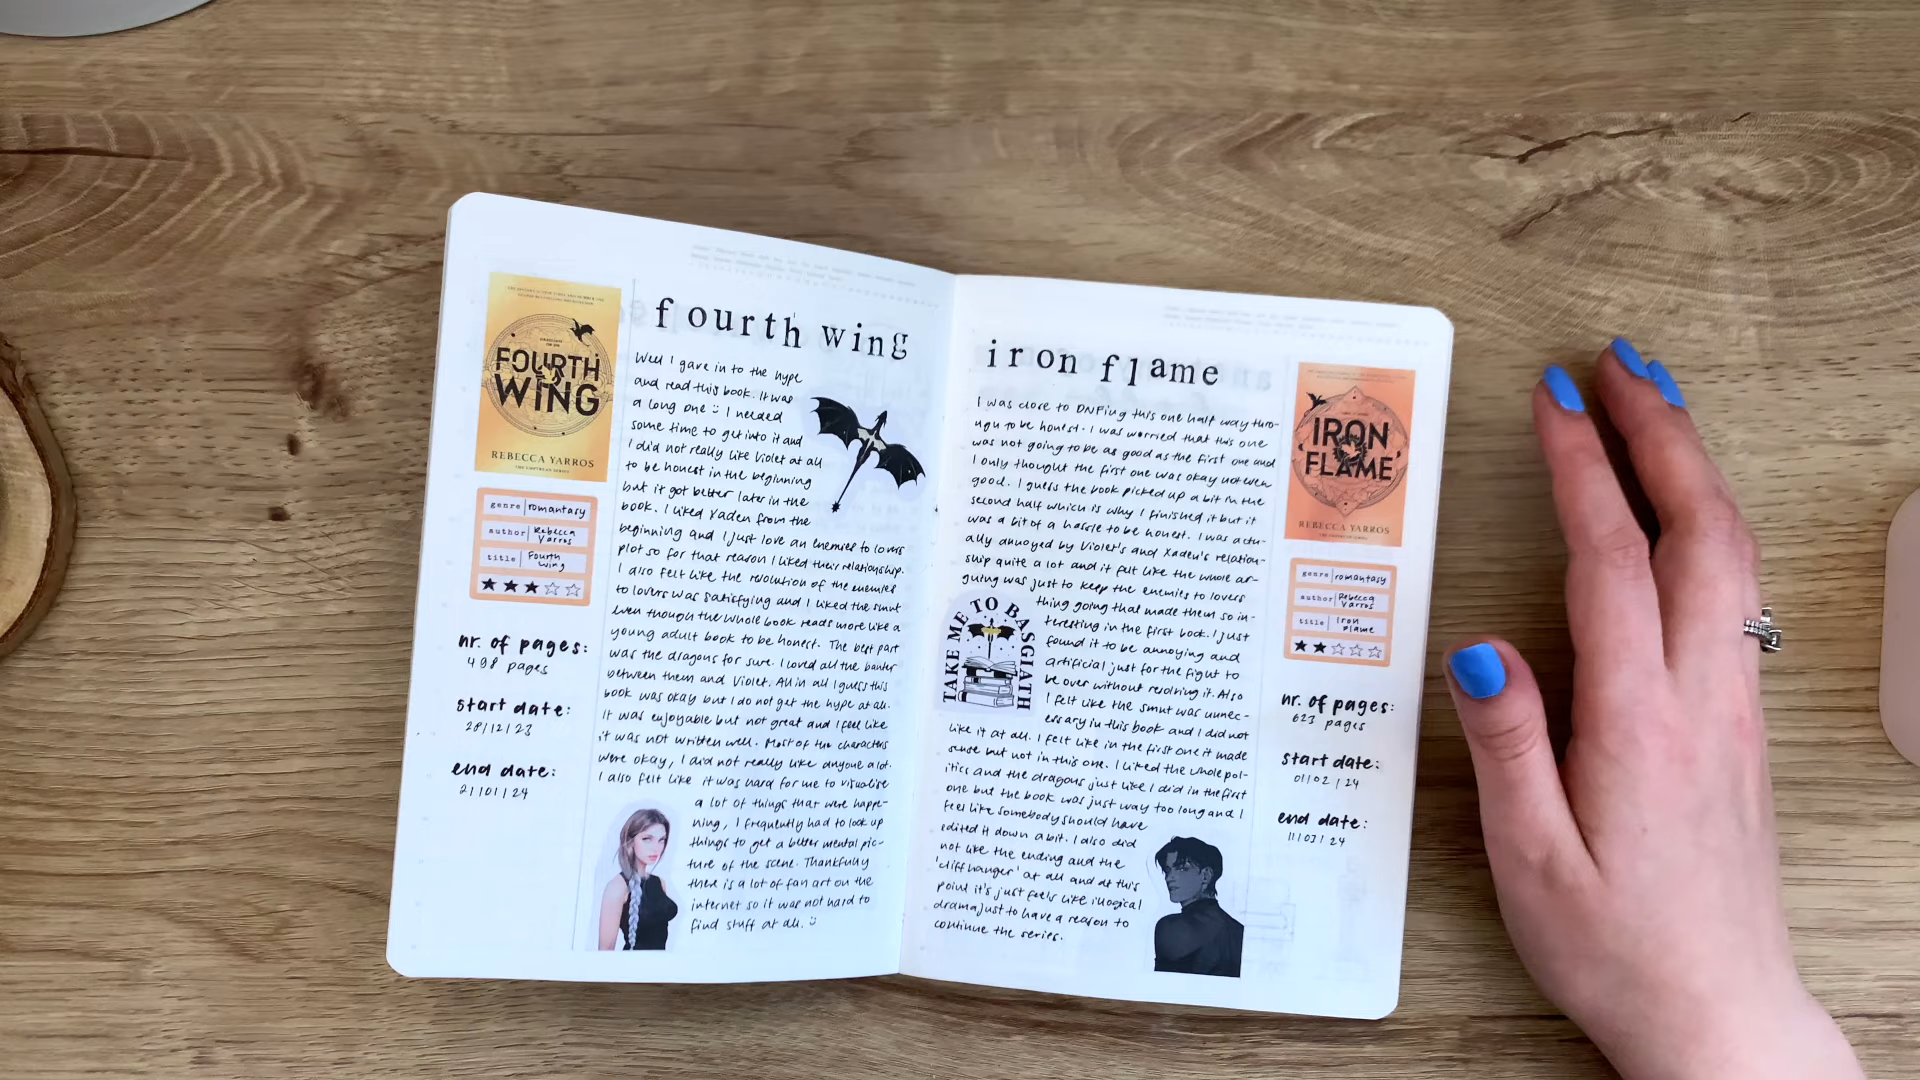 FOURTH
WING
REBECCA YARROS
THE EMPYREAN SERIES
genre | romantasy
author | Rebecca
Yarros
title | Fourth
Wing
nr. of pages:
498 pages
start date:
28/12/23
end date:
21/01/24
fourth wing
Well I gave in to the hype
and read this book. It was
a long one :) I needed
some time to get into it and
I did not really like Violet at all
to be honest in the beginning
but it got better later in the
book. I liked Xaden from the
beginning and I just love an enemies to lovers
plot so for that reason I liked their relationship.
I also felt like the resolution of the enemies
to lovers was satisfying and I liked the smut
even though the whole book reads more like a
young adult book to be honest. The best part
was the dragons for sure. I loved all the banter
between them and Violet. All in all I guess this
book was okay but I do not get the hype at all.
It was enjoyable but not great and I feel like
it was not written well. Most of the characters
were okay, I did not really like anyone a lot.
I also felt like it was hard for me to visualise
a lot of things that were happe-
ning, I frequently had to look up
things to get a better mental pic-
ture of the scene. Thankfully
there is a lot of fan art on the
internet so it was not hard to
find stuff at all. :)
iron flame
I was close to DNFing this one half way thro-
ugh to be honest. I was worried that this one
was not going to be as good as the first one and
I only thought the first one was okay not even
good. I guess the book picked up a bit in the
second half which is why I finished it but it
was a bit of a hassle to be honest. I was actu-
ally annoyed by Violet's and Xaden's relation-
ship quite a lot and it felt like the whole ar-
guing was just to keep the enemies to lovers
thing going that made them so in-
teresting in the first book. I just
found it to be annoying and
artificial just for the fight to
be over without resolving it. Also
I felt like the smut was unnec-
essary in this book and I did not
like it at all. I felt like in the first one it made
sense but not in this one. I liked the whole pol-
itics and the dragons just like I did in the first
one but the book was just way too long and I
feel like somebody should have
edited it down a bit. I also did
not like the ending and the
'cliffhanger' at all and at this
point it's just feels like illogical
drama just to have a reason to
continue the series.
TAKE ME TO BASGIATH
IRON
FLAME
REBECCA YARROS
genre | romantasy
author | Rebecca
Yarros
title | Iron
Flame
nr. of pages:
623 pages
start date:
01/02/24
end date:
11/03/24